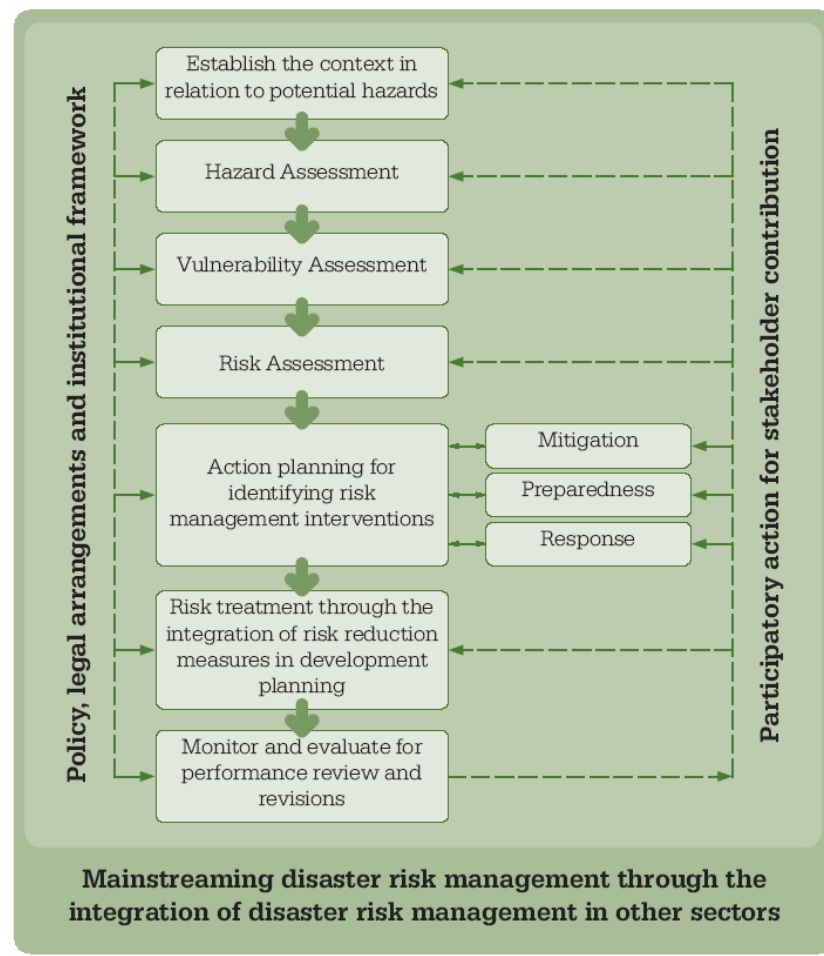 Establish the context in
relation to potential hazards
Hazard Assessment
Vulnerability Assessment
Risk Assessment
Action planning for
identifying risk
management interventions
Mitigation
Preparedness
Response
Risk treatment through the
integration of risk reduction
measures in development
planning
Monitor and evaluate for
performance review and
revisions
Policy, legal arrangements and institutional framework
Participatory action for stakeholder contribution
Mainstreaming disaster risk management through the
integration of disaster risk management in other sectors